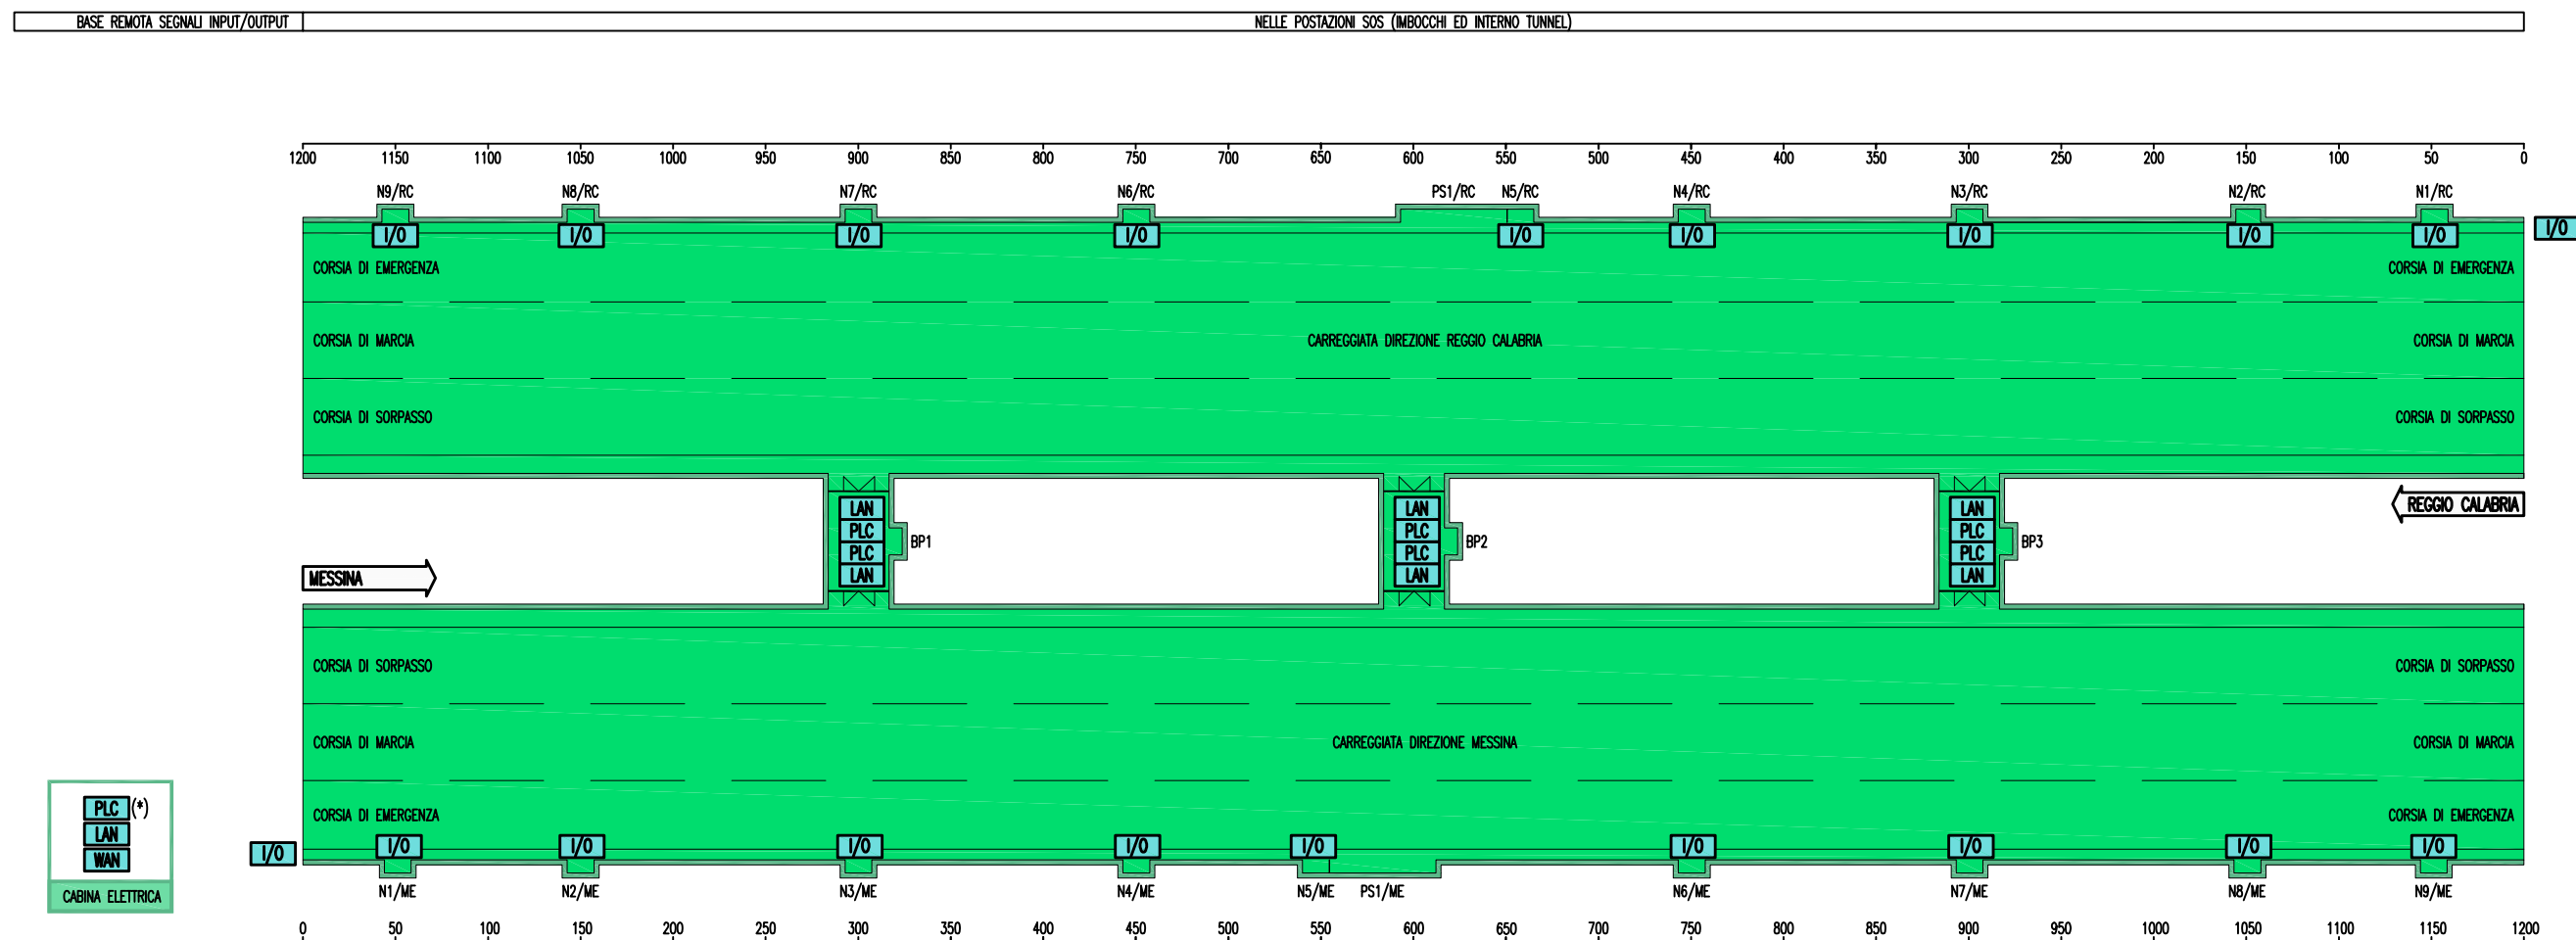 BASE REMOTA SEGNALI INPUT/OUTPUT NELLE POSTAZIONI SOS (IMBOCCHI ED INTERNO TUNNEL)
1200 1150 1100 1050 1000 950 900 850 800 750 700 650 600 550 500 450 400 350 300 250 200 150 100 50 0
N9/RC N8/RC N7/RC N6/RC PS1/RC N5/RC N4/RC N3/RC N2/RC N1/RC
I/O I/O I/O I/O I/O I/O I/O I/O I/O I/O
CORSIA DI EMERGENZA CORSIA DI EMERGENZA
CORSIA DI MARCIA CARREGGIATA DIREZIONE REGGIO CALABRIA CORSIA DI MARCIA
CORSIA DI SORPASSO CORSIA DI SORPASSO
LAN LAN LAN REGGIO CALABRIA
PLC PLC PLC
BP1 BP2 BP3
PLC PLC PLC
MESSINA LAN LAN LAN
CORSIA DI SORPASSO CORSIA DI SORPASSO
CORSIA DI MARCIA CARREGGIATA DIREZIONE MESSINA CORSIA DI MARCIA
CORSIA DI EMERGENZA CORSIA DI EMERGENZA
I/O I/O I/O I/O I/O I/O I/O I/O I/O I/O
N1/ME N2/ME N3/ME N4/ME N5/ME PS1/ME N6/ME N7/ME N8/ME N9/ME
0 50 100 150 200 250 300 350 400 450 500 550 600 650 700 750 800 850 900 950 1000 1050 1100 1150 1200
PLC (*)
LAN
WAN
CABINA ELETTRICA